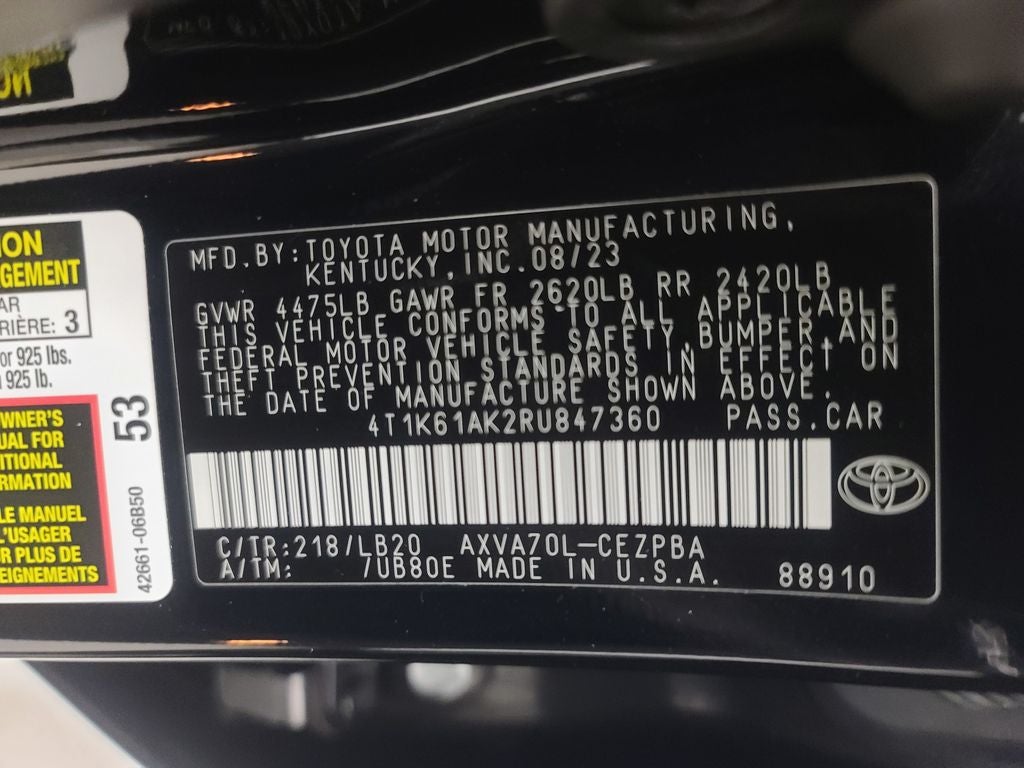 MFD.BY:TOYOTA MOTOR MANUFACTURING,
KENTUCKY,INC.08/23
GVWR 4475LB GAWR FR 2620LB RR 2420LB
THIS VEHICLE CONFORMS TO ALL APPLICABLE
FEDERAL MOTOR VEHICLE SAFETY,BUMPER,AND
THEFT PREVENTION STANDARDS IN EFFECT ON
THE DATE OF MANUFACTURE SHOWN ABOVE.
4T1K61AK2RU847360 PASS.CAR
C/TR:218/LB20 AXVA70L-CEZPBA
A/TM: /UB80E MADE IN U.S.A. 88910
ION
GEMENT
AR
RIÈRE: 3
or 925 lbs.
925 lb.
OWNER'S
UAL FOR
ITIONAL
RMATION
LE MANUEL
L'USAGER
PLUS DE
EIGNEMENTS
53
42661-06B50